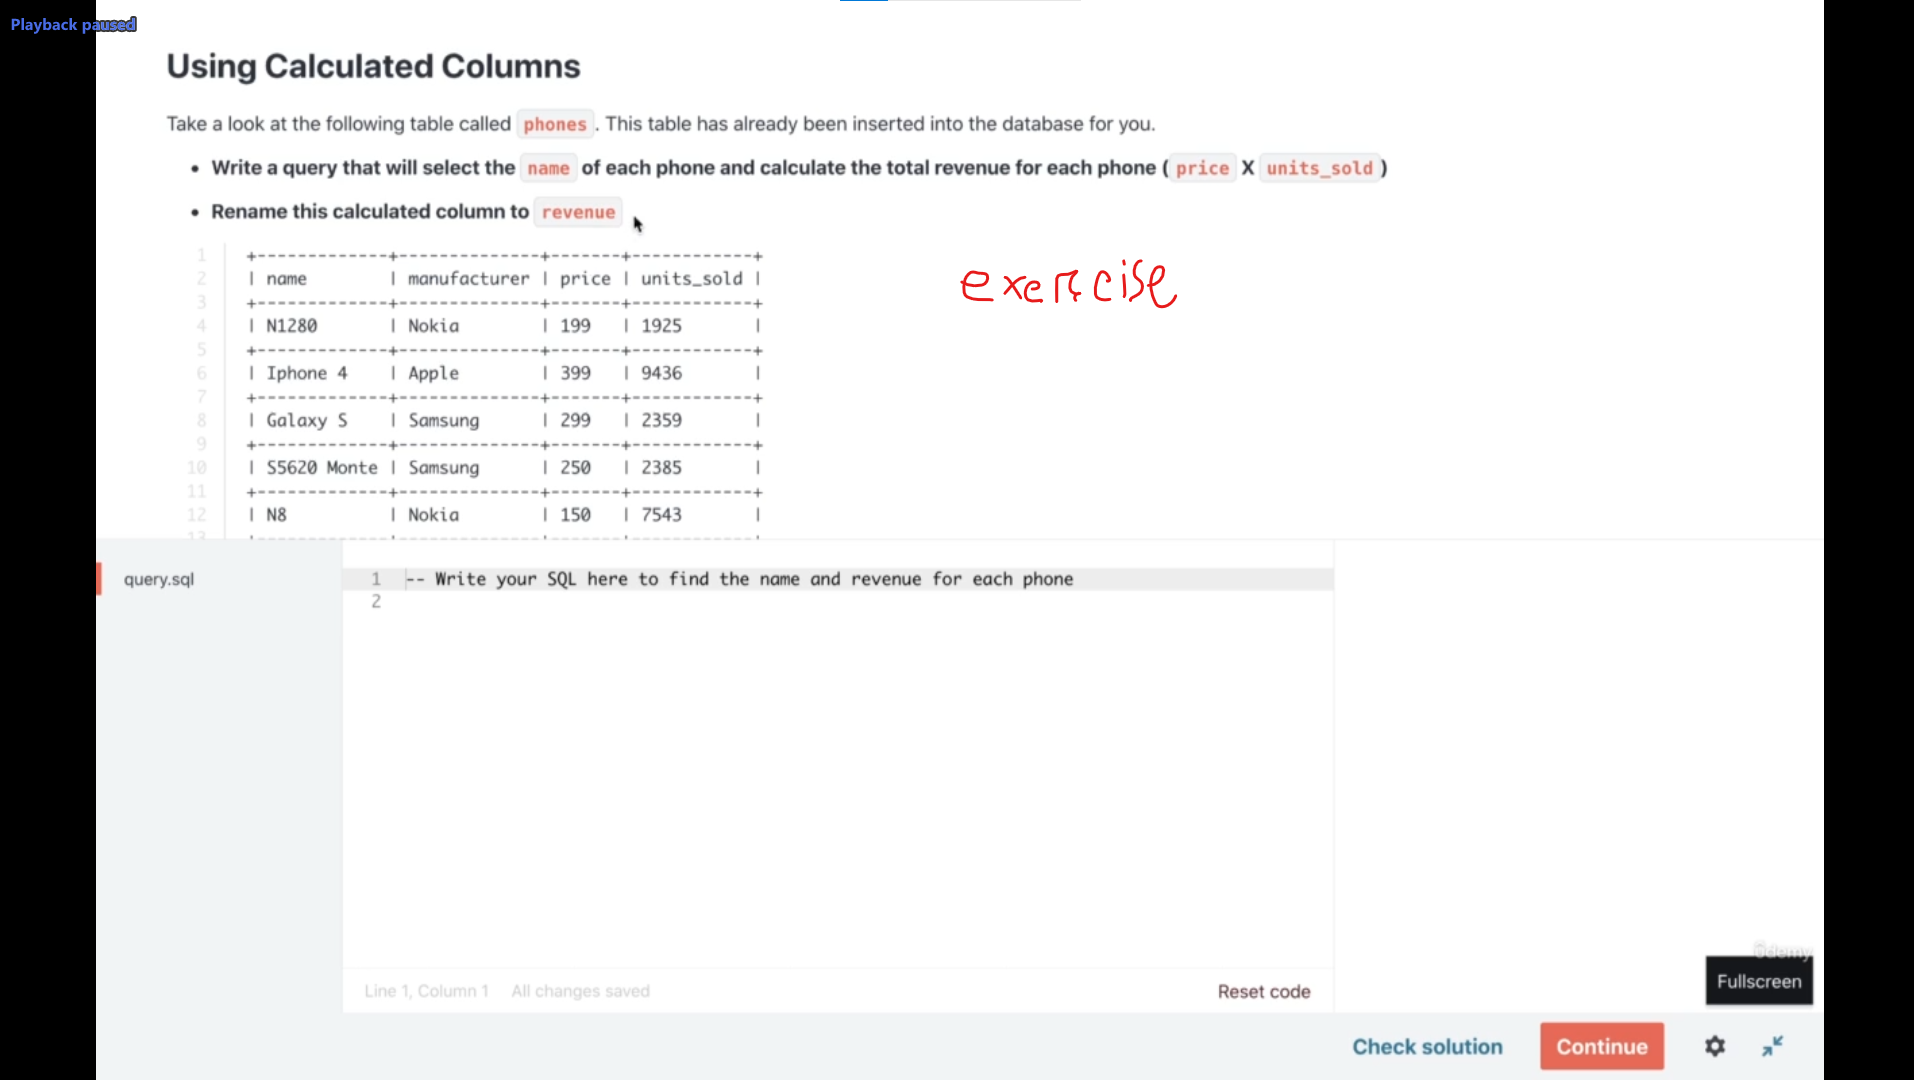 Playback paused
Using Calculated Columns
Take a look at the following table called phones . This table has already been inserted into the database for you.
• Write a query that will select the name of each phone and calculate the total revenue for each phone ( price X units_sold )
• Rename this calculated column to revenue
1 +-------------+--------------+-------+------------+
2 | name | manufacturer | price | units_sold |
3 +-------------+--------------+-------+------------+
4 | N1280 | Nokia | 199 | 1925 |
5 +-------------+--------------+-------+------------+
6 | Iphone 4 | Apple | 399 | 9436 |
7 +-------------+--------------+-------+------------+
8 | Galaxy S | Samsung | 299 | 2359 |
9 +-------------+--------------+-------+------------+
10 | S5620 Monte | Samsung | 250 | 2385 |
11 +-------------+--------------+-------+------------+
12 | N8 | Nokia | 150 | 7543 |
13 +-------------+--------------+-------+------------+
exercise
query.sql
1 -- Write your SQL here to find the name and revenue for each phone
2
Line 1, Column 1 All changes saved
Reset code
Udemy
Fullscreen
Check solution
Continue